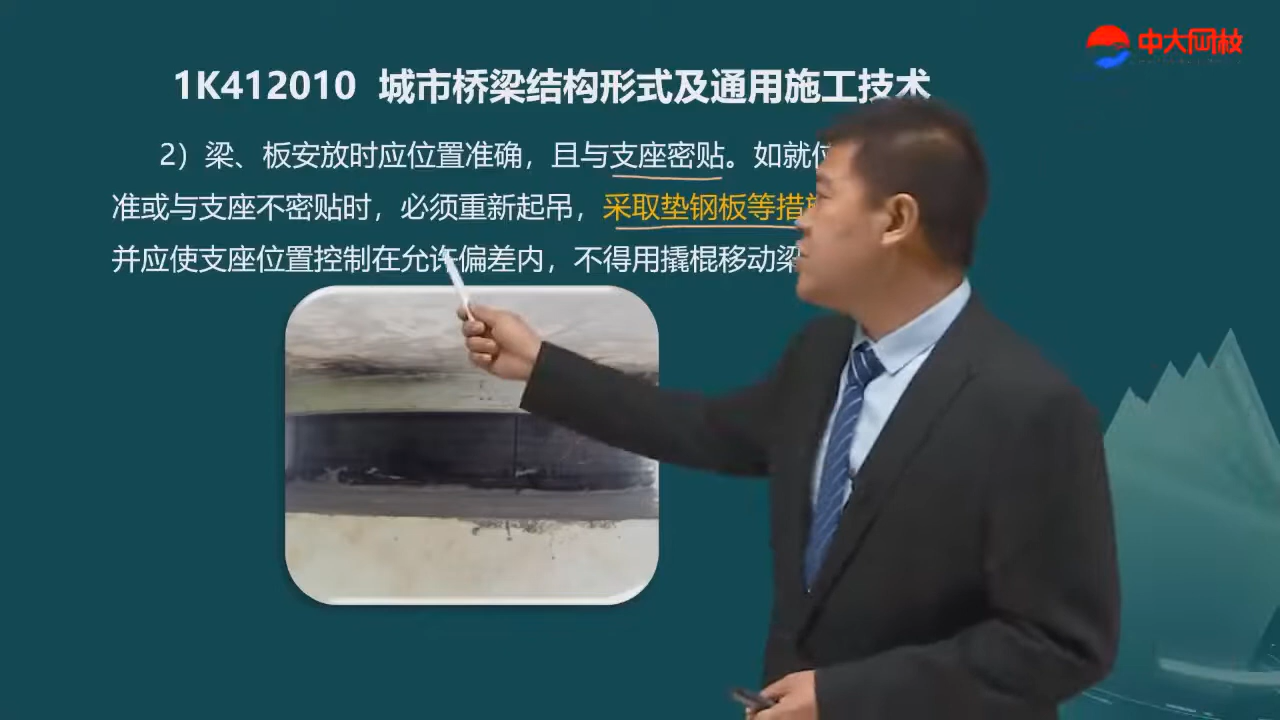 中大网校
1K412010 城市桥梁结构形式及通用施工技术
2）梁、板安放时应位置准确，且与支座密贴。如就
准或与支座不密贴时，必须重新起吊，采取垫钢板等措
并应使支座位置控制在允许偏差内，不得用撬棍移动梁